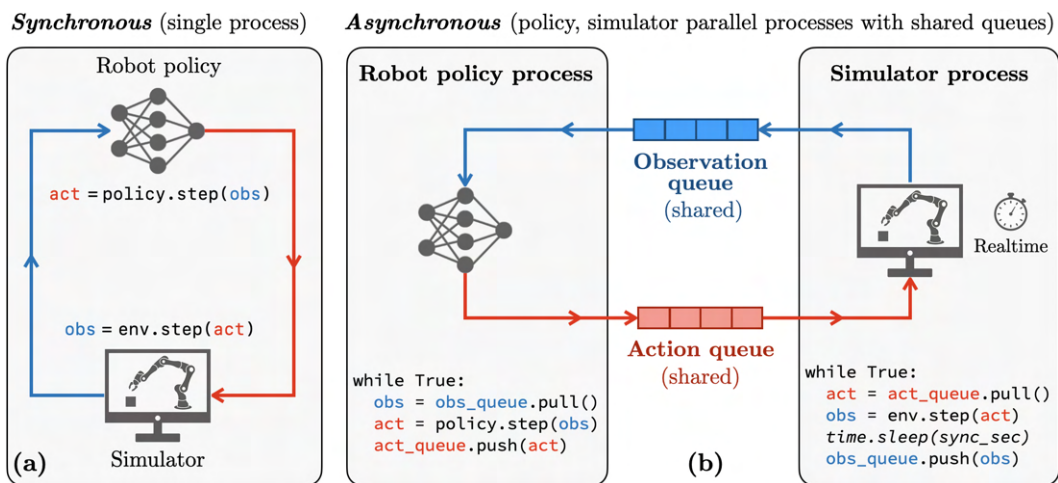 Synchronous (single process)
Robot policy
act = policy.step(obs)
obs = env.step(act)
Simulator
(a)
Asynchronous (policy, simulator parallel processes with shared queues)
Robot policy process
while True:
obs = obs_queue.pull()
act = policy.step(obs)
act_queue.push(act)
Observation
queue
(shared)
Action queue
(shared)
(b)
Simulator process
Realtime
while True:
act = act_queue.pull()
obs = env.step(act)
time.sleep(sync_sec)
obs_queue.push(obs)